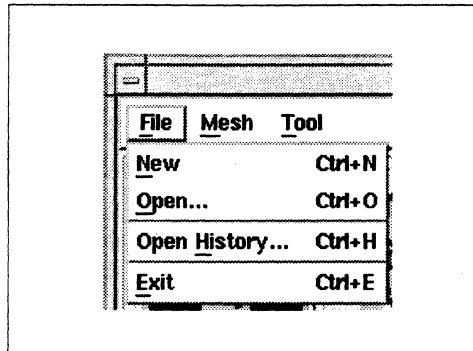 File Mesh Tool
New Ctrl+N
Open... Ctrl+O
Open History... Ctrl+H
Exit Ctrl+E